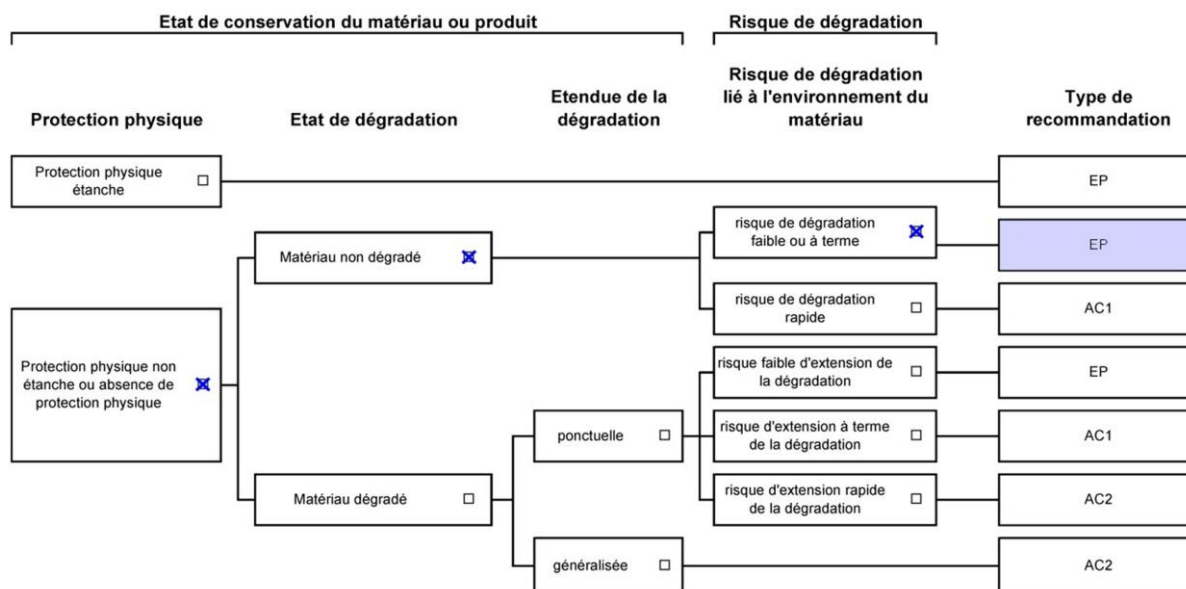 Etat de conservation du matériau ou produit
Risque de dégradation
Protection physique
Etat de dégradation
Etendue de la
dégradation
Risque de dégradation
lié à l'environnement du
matériau
Type de
recommandation
Protection physique
étanche
EP
risque de dégradation
faible ou à terme
EP
Matériau non dégradé
risque de dégradation
rapide
AC1
Protection physique non
étanche ou absence de
protection physique
risque faible d'extension de
la dégradation
EP
ponctuelle
risque d'extension à terme
de la dégradation
AC1
Matériau dégradé
risque d'extension rapide
de la dégradation
AC2
généralisée
AC2